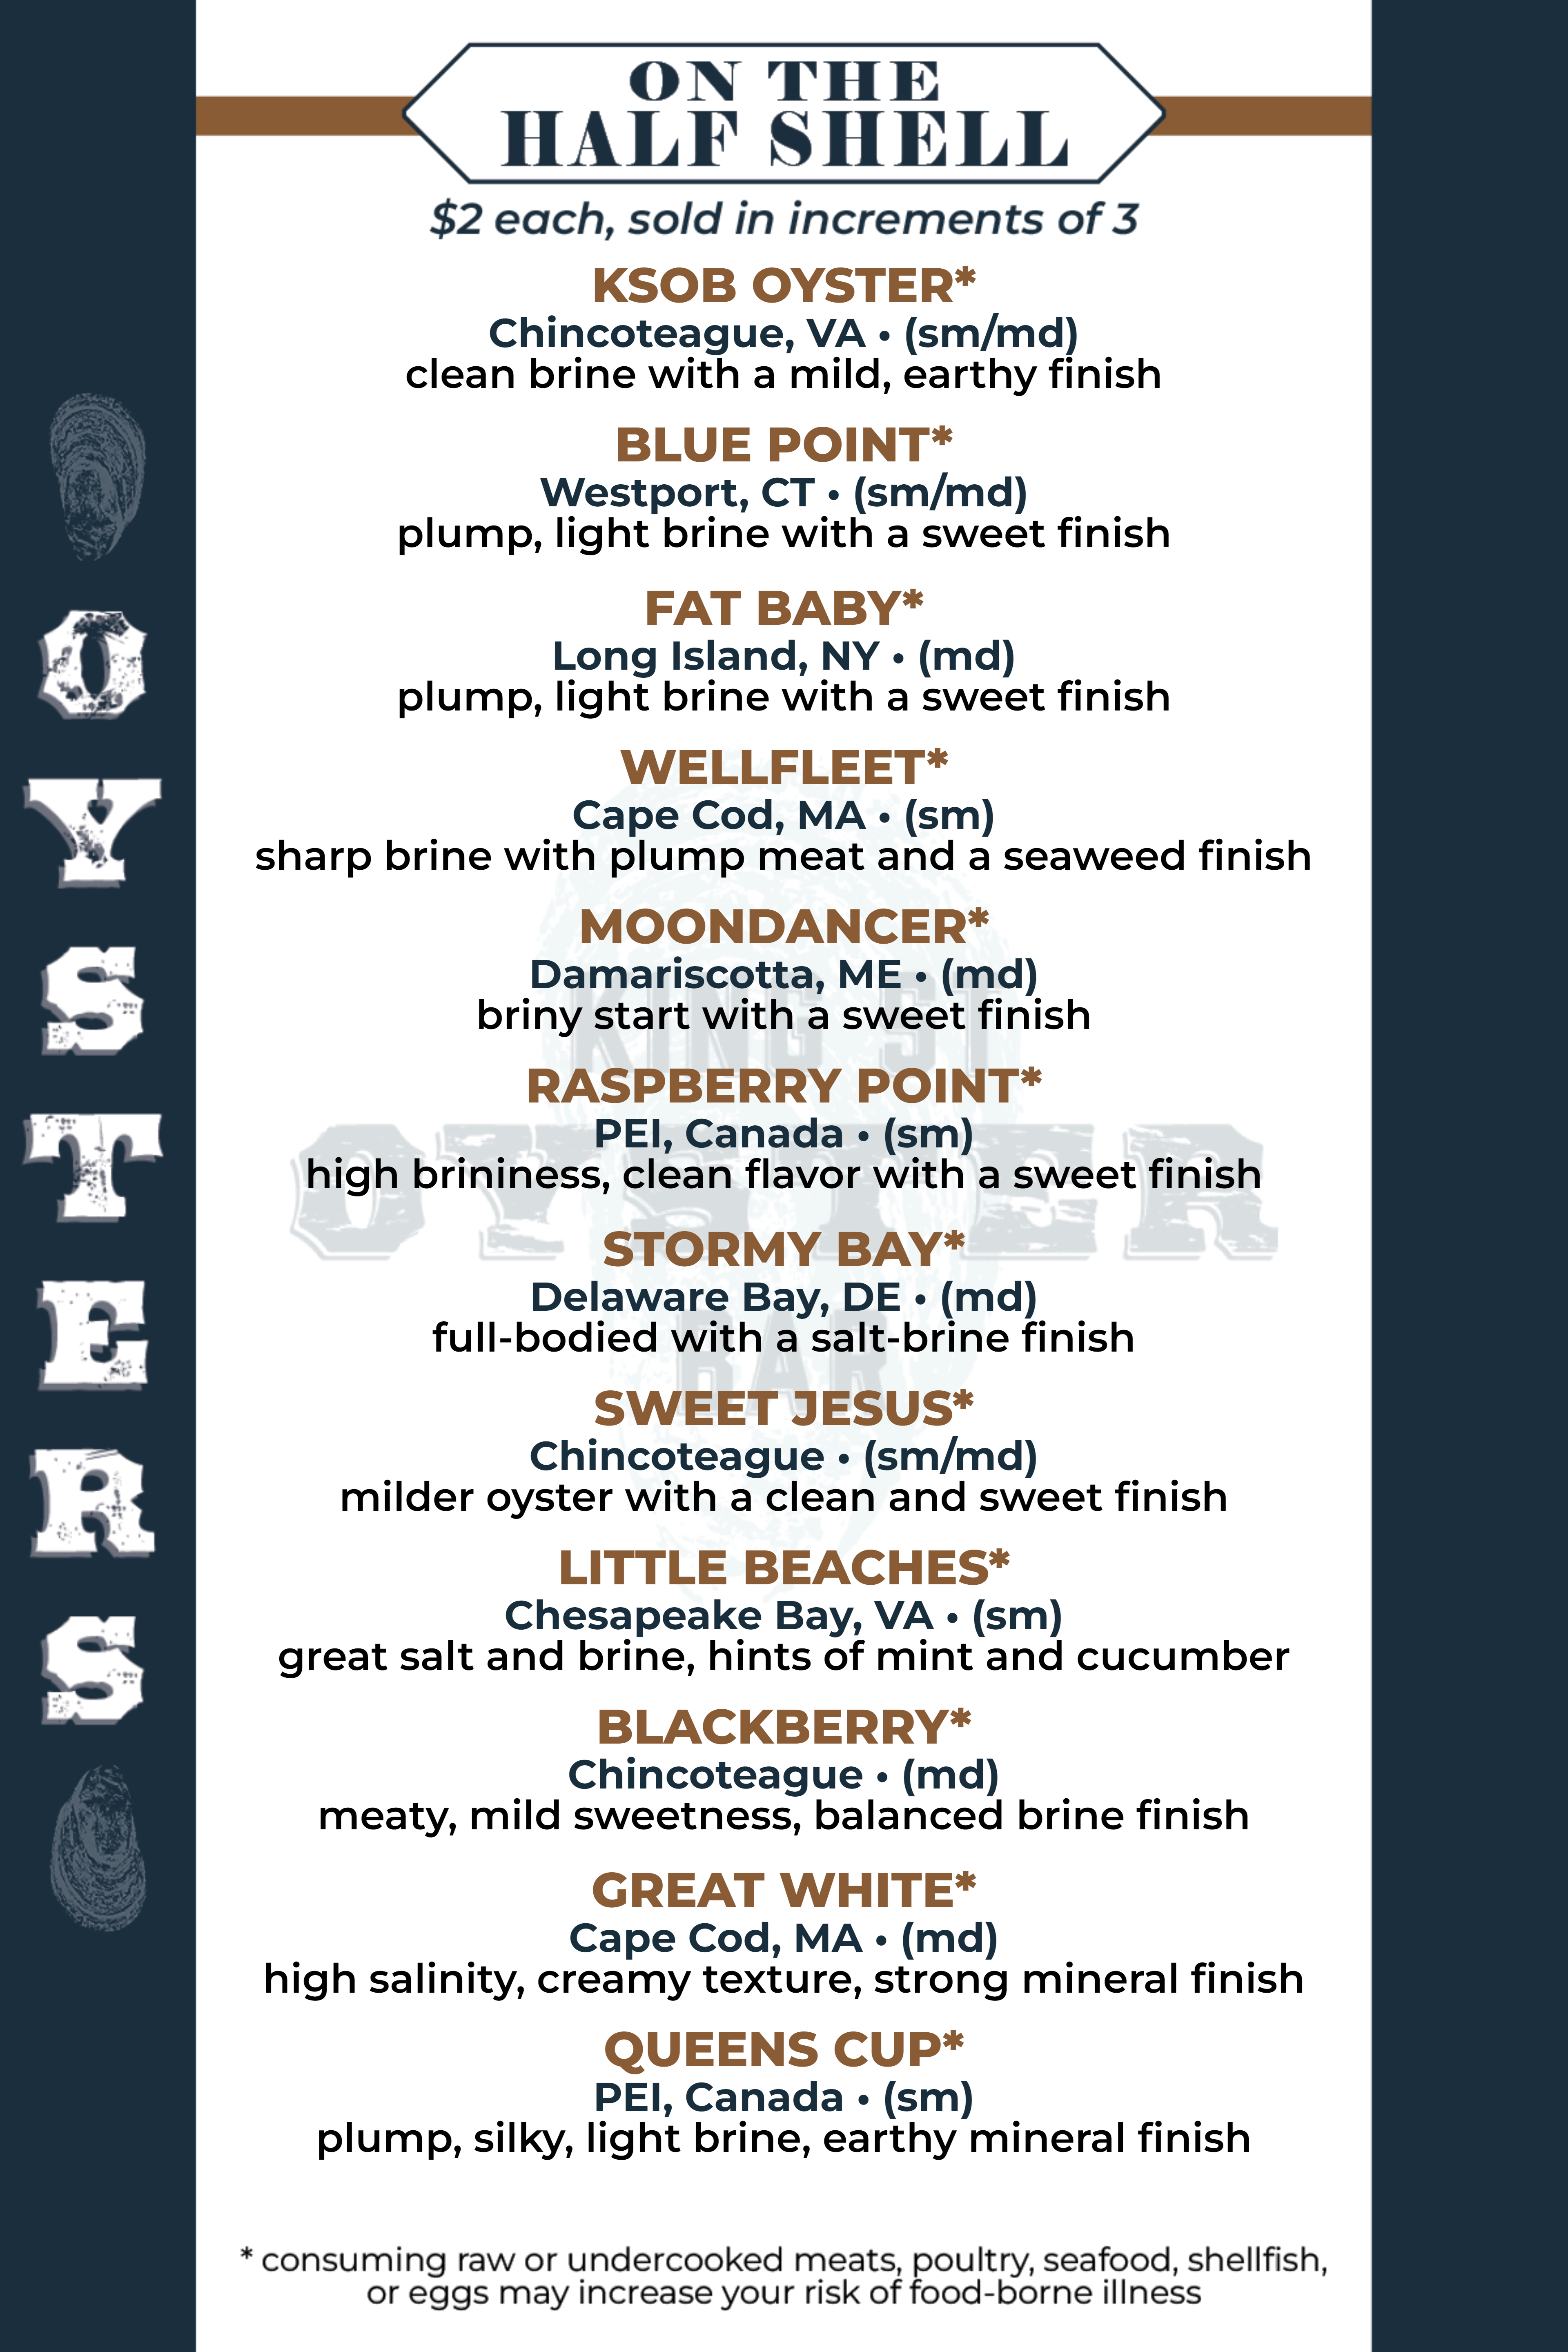 ON THE
HALF SHELL
$2 each, sold in increments of 3
KSOB OYSTER*
Chincoteague, VA • (sm/md)
clean brine with a mild, earthy finish
BLUE POINT*
Westport, CT • (sm/md)
plump, light brine with a sweet finish
FAT BABY*
Long Island, NY • (md)
plump, light brine with a sweet finish
WELLFLEET*
Cape Cod, MA • (sm)
sharp brine with plump meat and a seaweed finish
MOONDANCER*
Damariscotta, ME • (md)
briny start with a sweet finish
RASPBERRY POINT*
PEI, Canada • (sm)
high brininess, clean flavor with a sweet finish
STORMY BAY*
Delaware Bay, DE • (md)
full-bodied with a salt-brine finish
SWEET JESUS*
Chincoteague • (sm/md)
milder oyster with a clean and sweet finish
LITTLE BEACHES*
Chesapeake Bay, VA • (sm)
great salt and brine, hints of mint and cucumber
BLACKBERRY*
Chincoteague • (md)
meaty, mild sweetness, balanced brine finish
GREAT WHITE*
Cape Cod, MA • (md)
high salinity, creamy texture, strong mineral finish
QUEENS CUP*
PEI, Canada • (sm)
plump, silky, light brine, earthy mineral finish
* consuming raw or undercooked meats, poultry, seafood, shellfish,
or eggs may increase your risk of food-borne illness
OYSTERS
KING ST
OYSTER
BAR